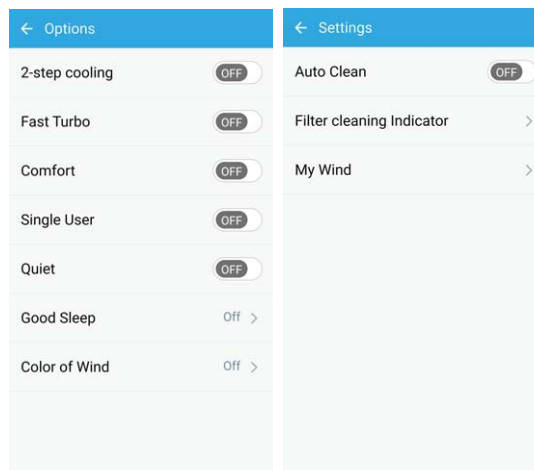 Options
2-step cooling OFF
Fast Turbo OFF
Comfort OFF
Single User OFF
Quiet OFF
Good Sleep Off
Color of Wind Off
Settings
Auto Clean OFF
Filter cleaning Indicator
My Wind